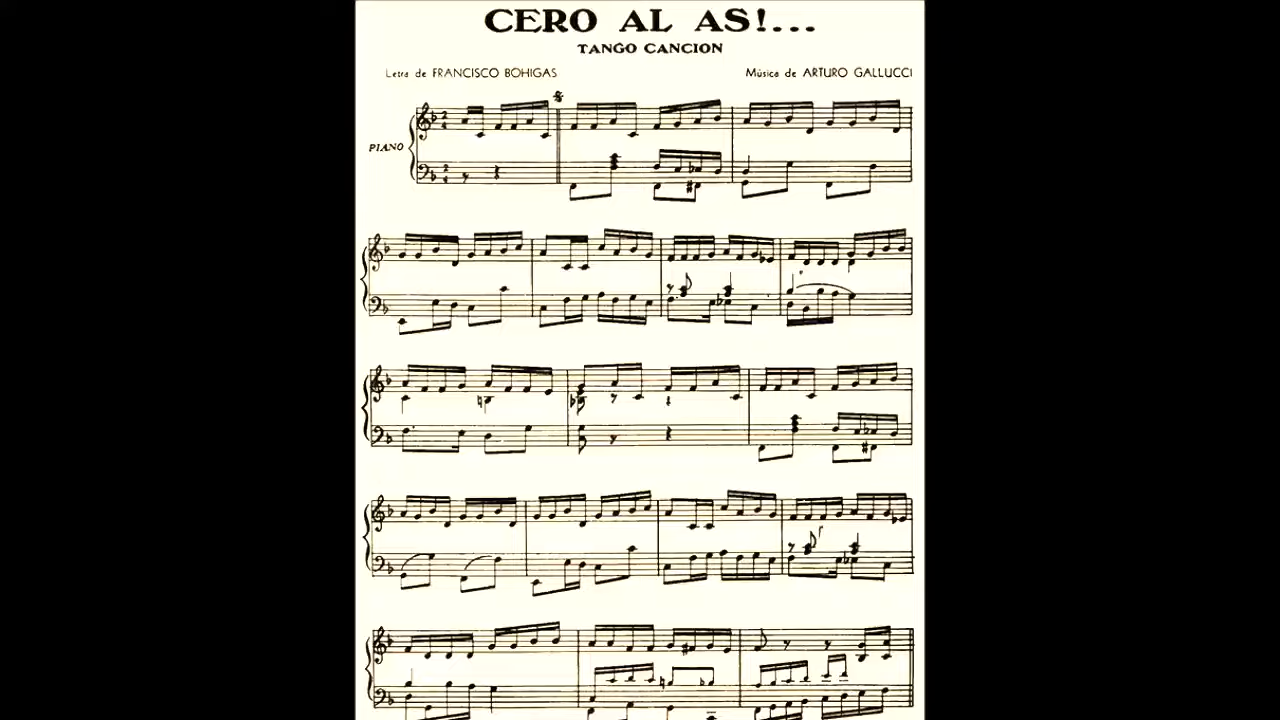 CERO AL AS!...
TANGO CANCION
Letra de FRANCISCO BOHIGAS
Música de ARTURO GALLUCCI
PIANO